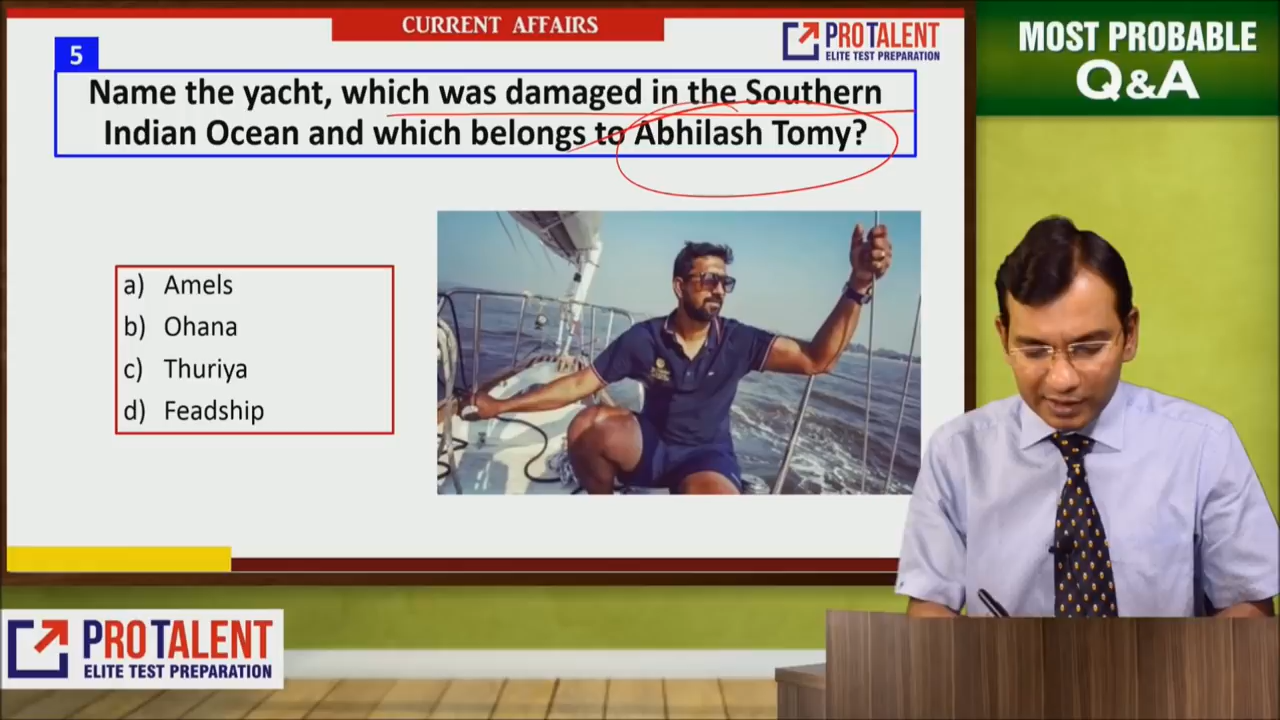 CURRENT AFFAIRS
PROTALENT
ELITE TEST PREPARATION
MOST PROBABLE
Q&A
5
Name the yacht, which was damaged in the Southern
Indian Ocean and which belongs to Abhilash Tomy?
a) Amels
b) Ohana
c) Thuriya
d) Feadship
PROTALENT
ELITE TEST PREPARATION